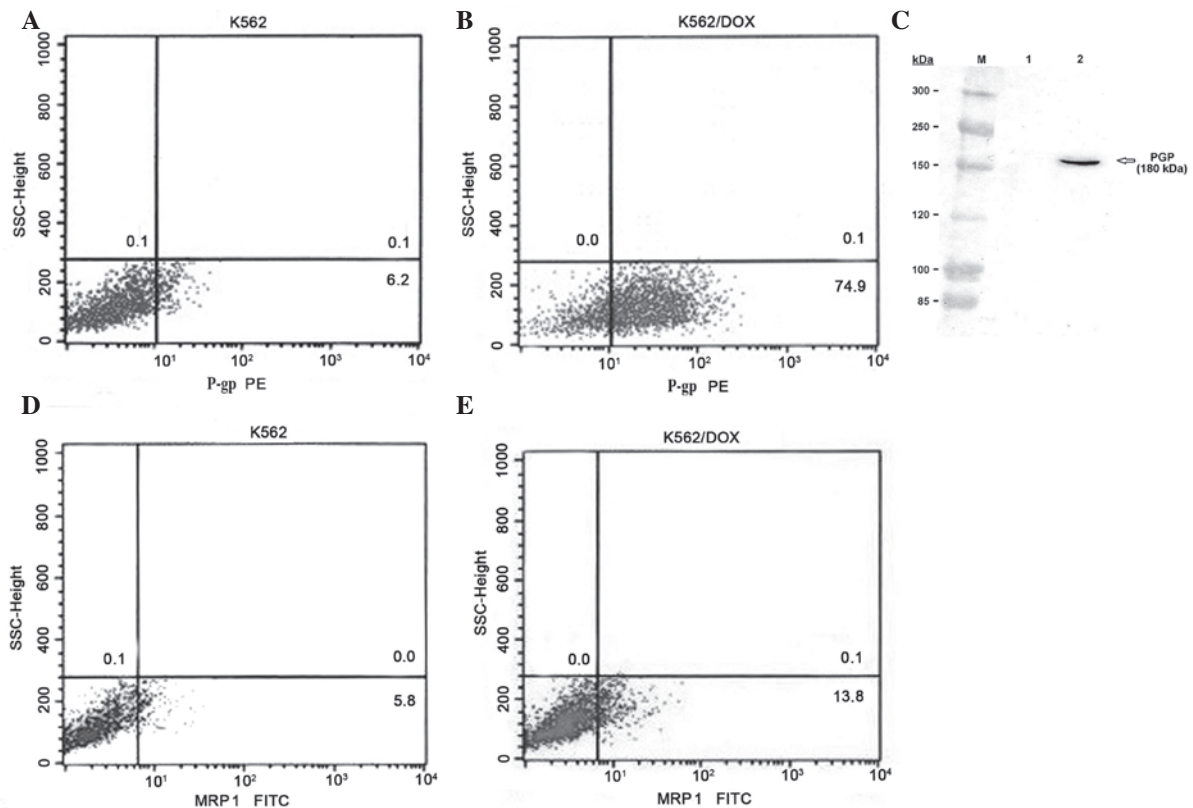 A
K562
SSC-Height
1000
800
600
400
200
0
0.1
0.1
6.2
10¹
10²
10³
10⁴
P-gp PE
B
K562/DOX
SSC-Height
1000
800
600
400
200
0
0.0
0.1
74.9
10¹
10²
10³
10⁴
P-gp PE
C
kDa M 1 2
300 -
250 -
150 -
120 -
100 -
85 -
PGP
(180 kDa)
D
K562
SSC-Height
1000
800
600
400
200
0
0.1
0.0
5.8
10¹
10²
10³
10⁴
MRP1 FITC
E
K562/DOX
SSC-Height
1000
800
600
400
200
0
0.0
0.1
13.8
10¹
10²
10³
10⁴
MRP1 FITC